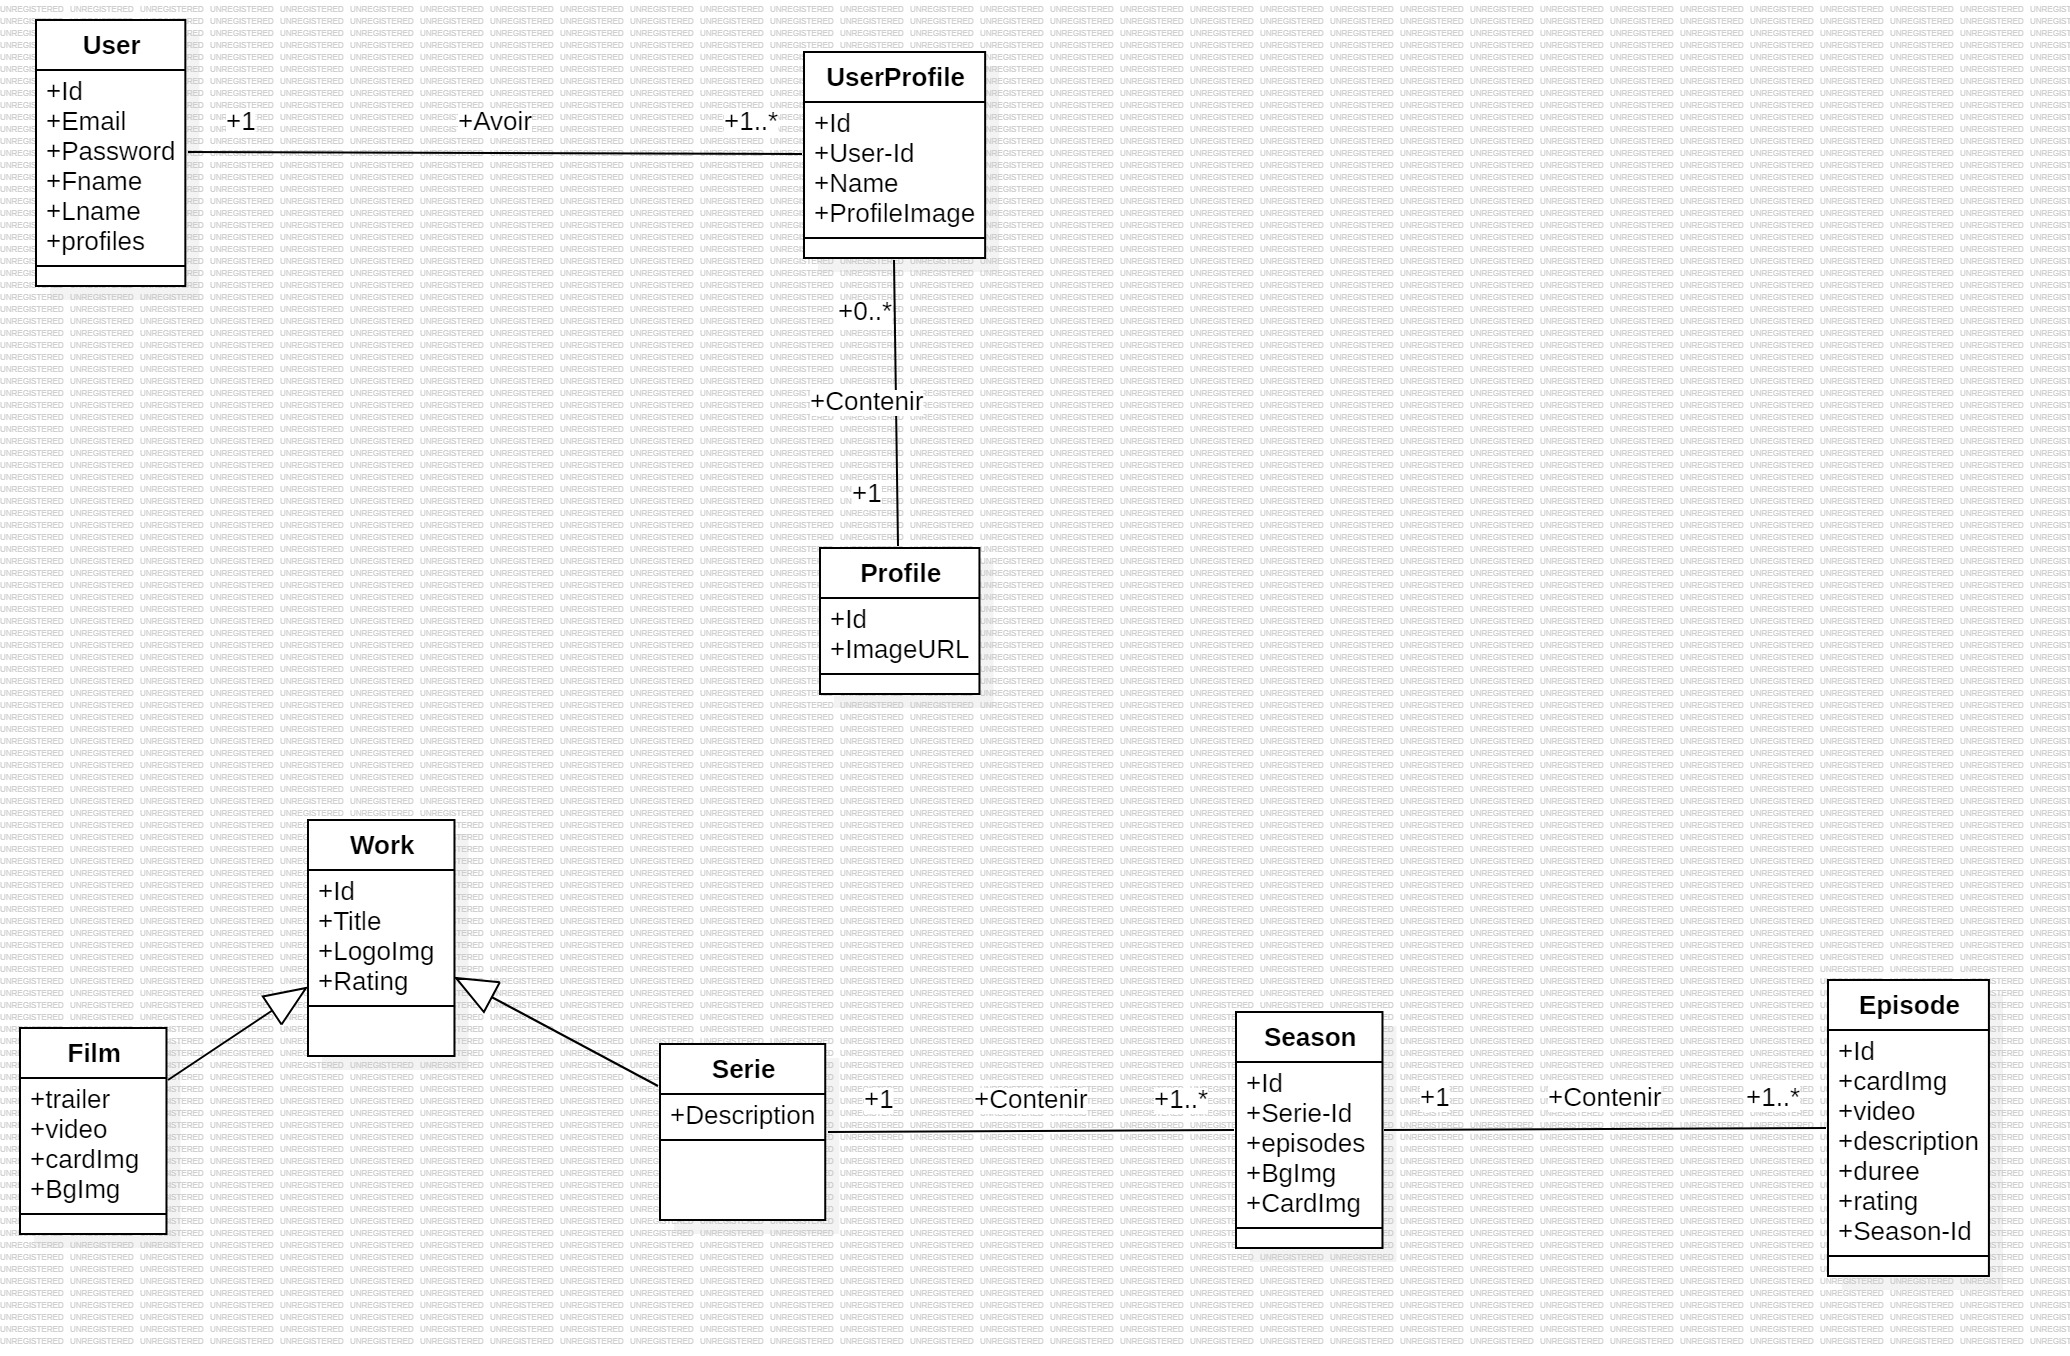 User
+Id
+Email
+Password
+Fname
+Lname
+profiles
+1
+Avoir
+1..*
UserProfile
+Id
+User-Id
+Name
+ProfileImage
+0..*
+Contenir
+1
Profile
+Id
+ImageURL
Work
+Id
+Title
+LogoImg
+Rating
Film
+trailer
+video
+cardImg
+BgImg
Serie
+Description
+1
+Contenir
+1..*
Season
+Id
+Serie-Id
+episodes
+BgImg
+CardImg
+1
+Contenir
+1..*
Episode
+Id
+cardImg
+video
+description
+duree
+rating
+Season-Id
UNREGISTERED